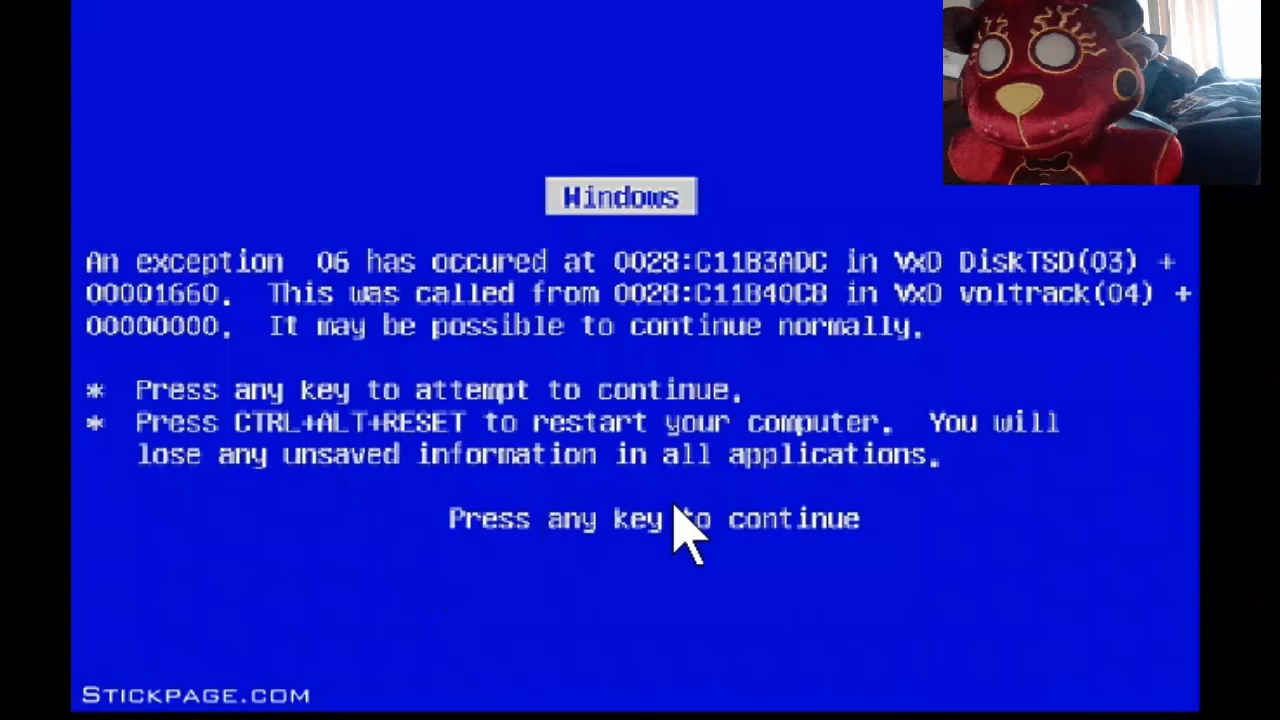 Windows
An exception 06 has occured at 0028:C11B3ADC in VxD DiskTSD(03) +
00001660. This was called from 0028:C11B40C8 in VxD voltrack(04) +
00000000. It may be possible to continue normally.
* Press any key to attempt to continue.
* Press CTRL+ALT+RESET to restart your computer. You will
lose any unsaved information in all applications.
Press any key to continue
STICKPAGE.COM